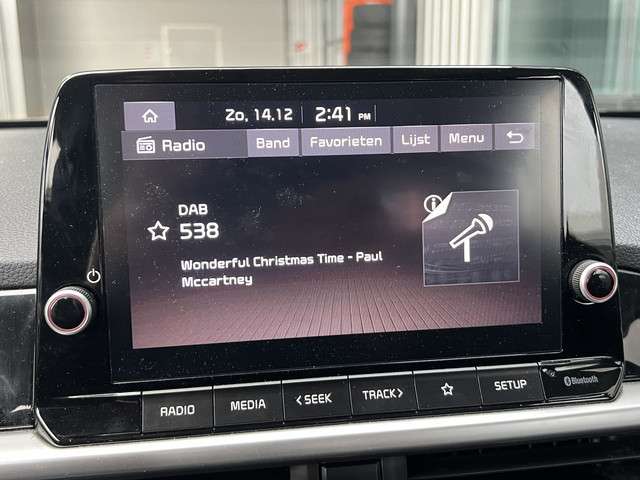 Zo, 14.12 2:41 PM
Radio Band Favorieten Lijst Menu
DAB
538
Wonderful Christmas Time - Paul
Mccartney
RADIO MEDIA <SEEK TRACK> SETUP Bluetooth